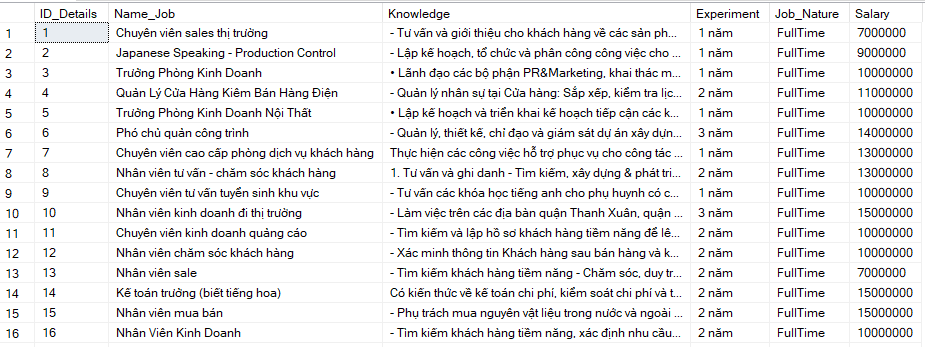 ID_Details Name_Job Knowledge Experiment Job_Nature Salary
1 1 Chuyên viên sales thị trường - Tư vấn và giới thiệu cho khách hàng về các sản ph... 1 năm FullTime 7000000
2 2 Japanese Speaking - Production Control - Lập kế hoạch, tổ chức và phân công công việc cho ... 1 năm FullTime 9000000
3 3 Trưởng Phòng Kinh Doanh • Lãnh đạo các bộ phận PR&Marketing, khai thác m... 1 năm FullTime 10000000
4 4 Quản Lý Cửa Hàng Kiêm Bán Hàng Điện - Quản lý nhân sự tại Cửa hàng: Sắp xếp, kiểm tra lịc... 2 năm FullTime 11000000
5 5 Trưởng Phòng Kinh Doanh Nội Thất • Lập kế hoạch và triển khai kế hoạch tiếp cận các k... 1 năm FullTime 10000000
6 6 Phó chủ quản công trình - Quản lý, thiết kế, chỉ đạo và giám sát dự án xây dựn... 3 năm FullTime 14000000
7 7 Chuyên viên cao cấp phòng dịch vụ khách hàng Thực hiện các công việc hỗ trợ phục vụ cho công tác ... 1 năm FullTime 13000000
8 8 Nhân viên tư vấn - chăm sóc khách hàng 1. Tư vấn và ghi danh - Tìm kiếm, xây dựng & phát tri... 2 năm FullTime 13000000
9 9 Chuyên viên tư vấn tuyển sinh khu vực - Tư vấn các khóa học tiếng anh cho phụ huynh có c... 1 năm FullTime 10000000
10 10 Nhân viên kinh doanh đi thị trường - Làm việc trên các địa bàn quận Thanh Xuân, quận ... 3 năm FullTime 15000000
11 11 Chuyên viên kinh doanh quảng cáo - Tìm kiếm và lập hồ sơ khách hàng tiềm năng để lê... 2 năm FullTime 10000000
12 12 Nhân viên chăm sóc khách hàng - Xác minh thông tin Khách hàng sau bán hàng và k... 2 năm FullTime 10000000
13 13 Nhân viên sale - Tìm kiếm khách hàng tiềm năng - Chăm sóc, duy tr... 2 năm FullTime 7000000
14 14 Kế toán trưởng (biết tiếng hoa) Có kiến thức về kế toán chi phí, kiểm soát chi phí và t... 2 năm FullTime 15000000
15 15 Nhân viên mua bán - Phụ trách mua nguyên vật liệu trong nước và ngoài ... 2 năm FullTime 15000000
16 16 Nhân Viên Kinh Doanh - Tìm kiếm khách hàng tiềm năng, xác định nhu cầu... 2 năm FullTime 10000000